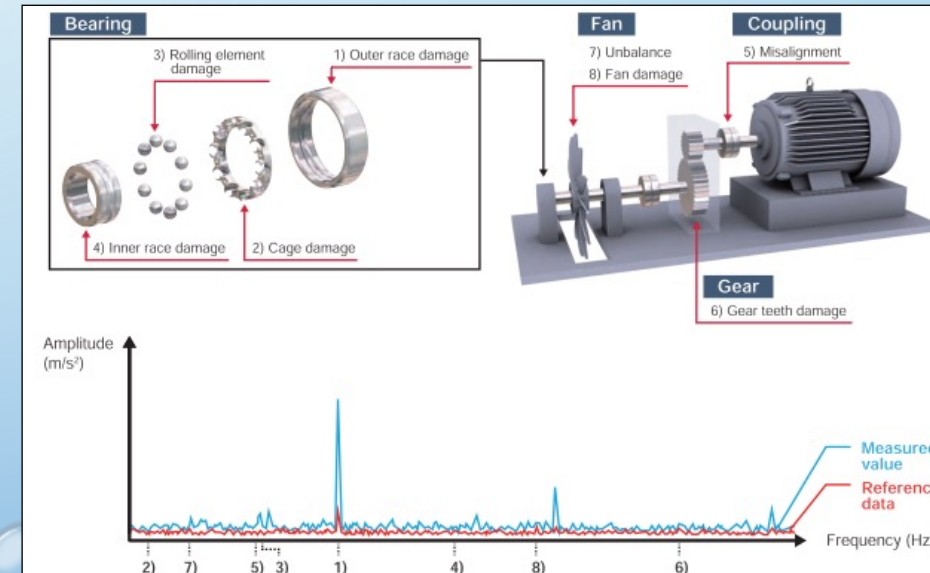 Bearing
Fan
Coupling
3) Rolling element
damage
1) Outer race damage
7) Unbalance
8) Fan damage
5) Misalignment
4) Inner race damage
2) Cage damage
Gear
6) Gear teeth damage
Amplitude
(m/s²)
Measured
value
Referenc
data
Frequency (Hz
2) 7) 5) 3) 1) 4) 8) 6)